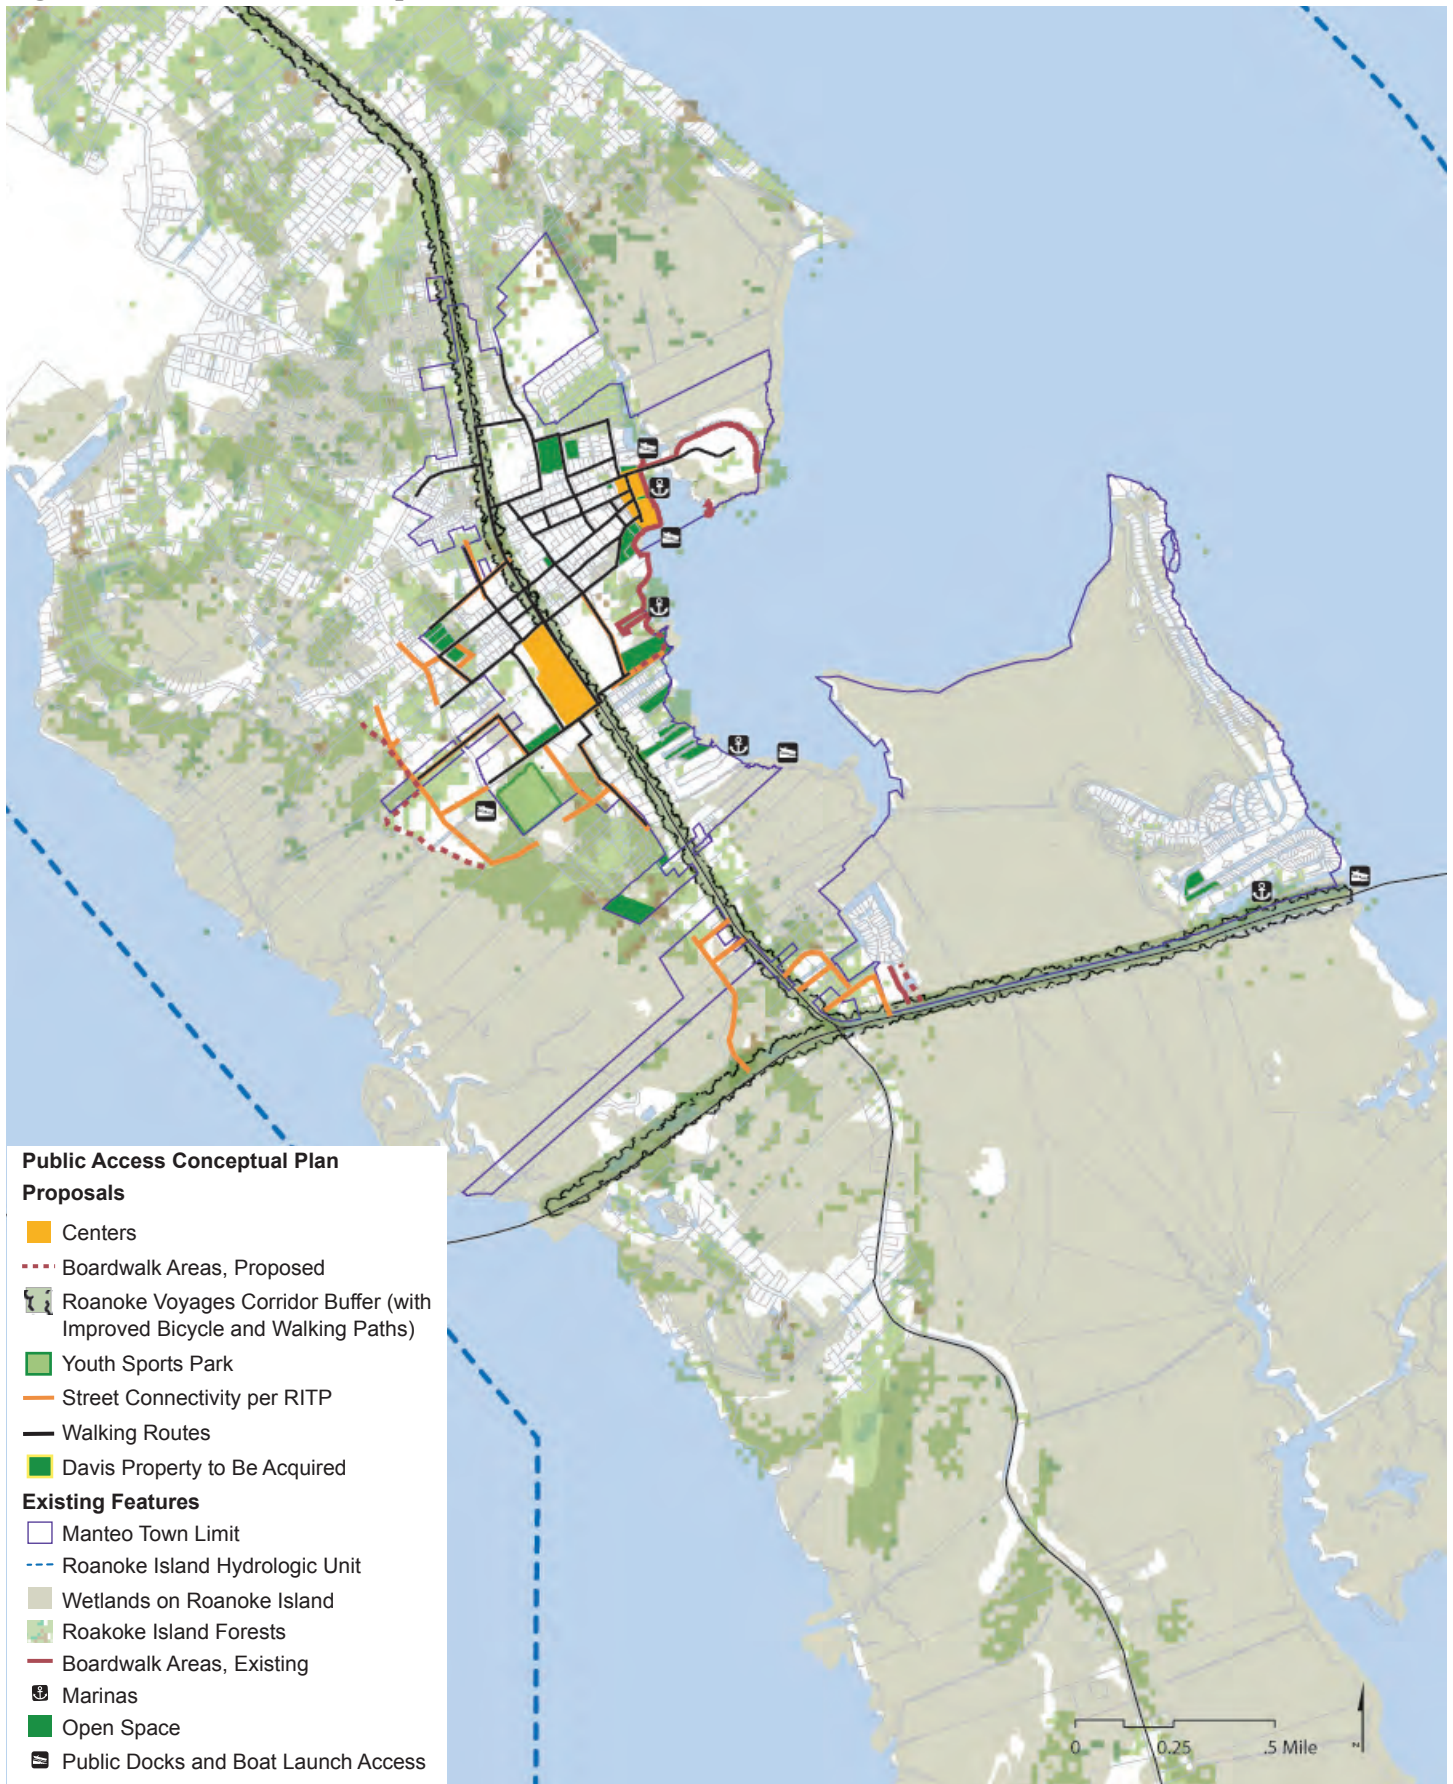 Public Access Conceptual Plan
Proposals
Centers
Boardwalk Areas, Proposed
Roanoke Voyages Corridor Buffer (with
Improved Bicycle and Walking Paths)
Youth Sports Park
Street Connectivity per RITP
Walking Routes
Davis Property to Be Acquired
Existing Features
Manteo Town Limit
Roanoke Island Hydrologic Unit
Wetlands on Roanoke Island
Roakoke Island Forests
Boardwalk Areas, Existing
Marinas
Open Space
Public Docks and Boat Launch Access
0 0.25 .5 Mile
N